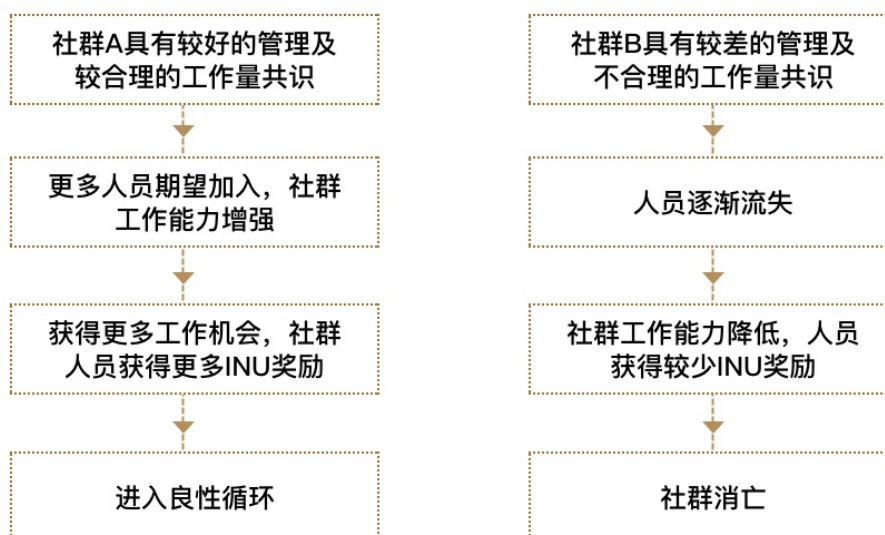 社群A具有较好的管理及
较合理的工作量共识
更多人员期望加入，社群
工作能力增强
获得更多工作机会，社群
人员获得更多INU奖励
进入良性循环
社群B具有较差的管理及
不合理的工作量共识
人员逐渐流失
社群工作能力降低，人员
获得较少INU奖励
社群消亡